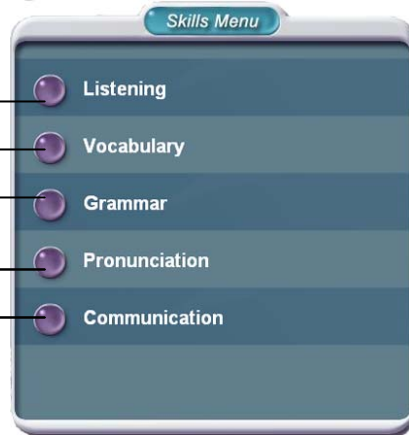 Skills Menu
Listening
Vocabulary
Grammar
Pronunciation
Communication